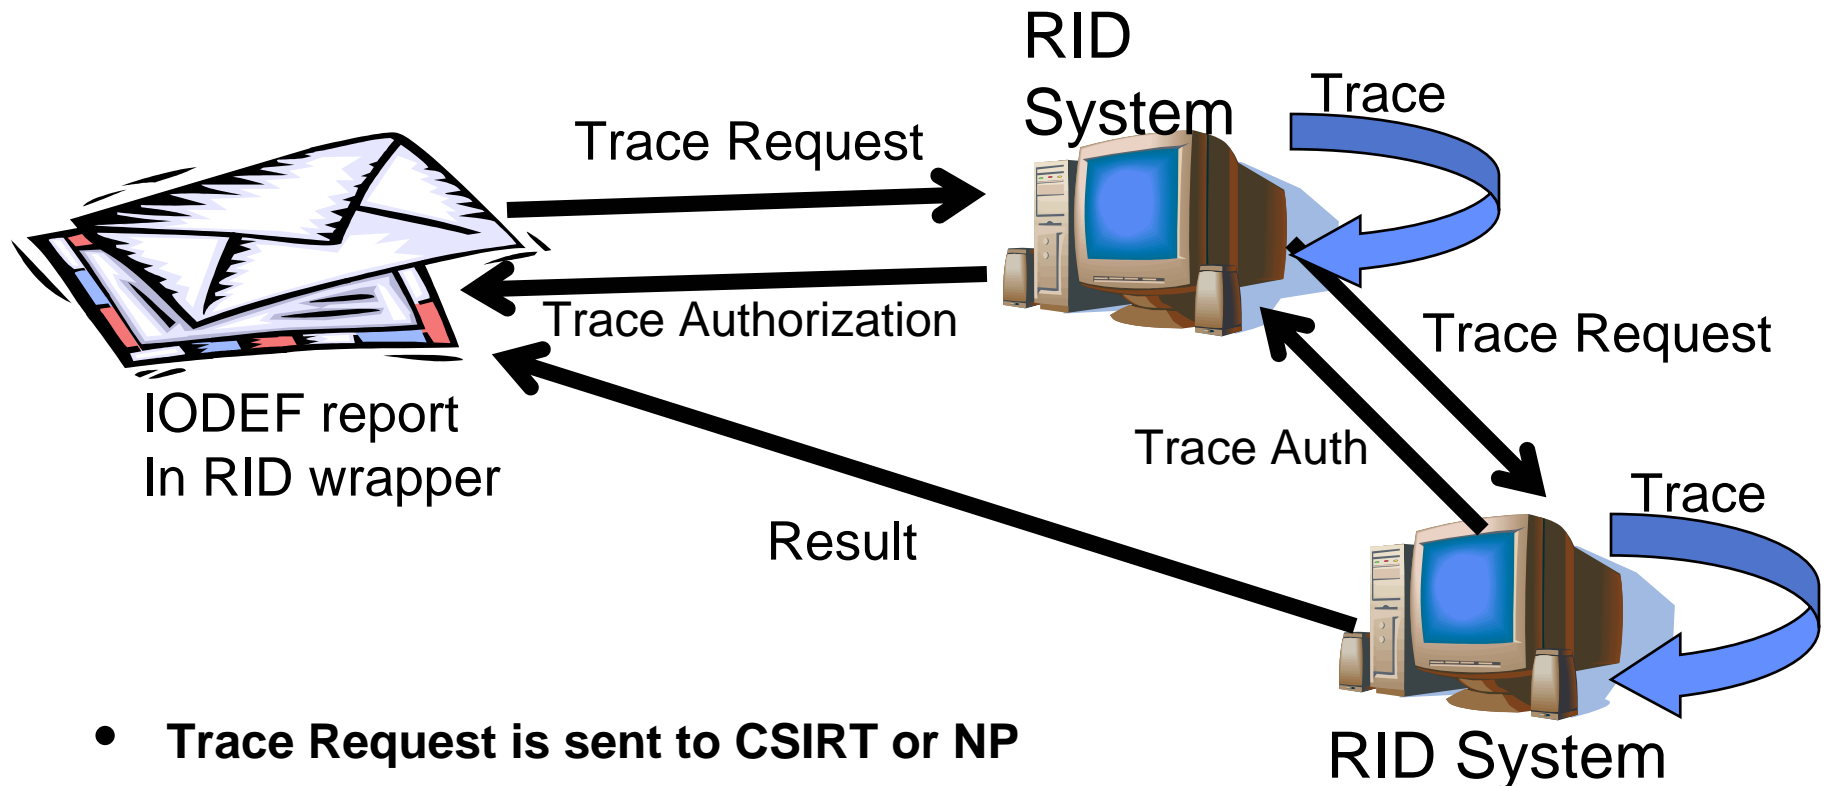 RID
System
Trace
Trace Request
Trace Authorization
Trace Request
IODEF report
In RID wrapper
Trace Auth
Trace
Result
• Trace Request is sent to CSIRT or NP
RID System